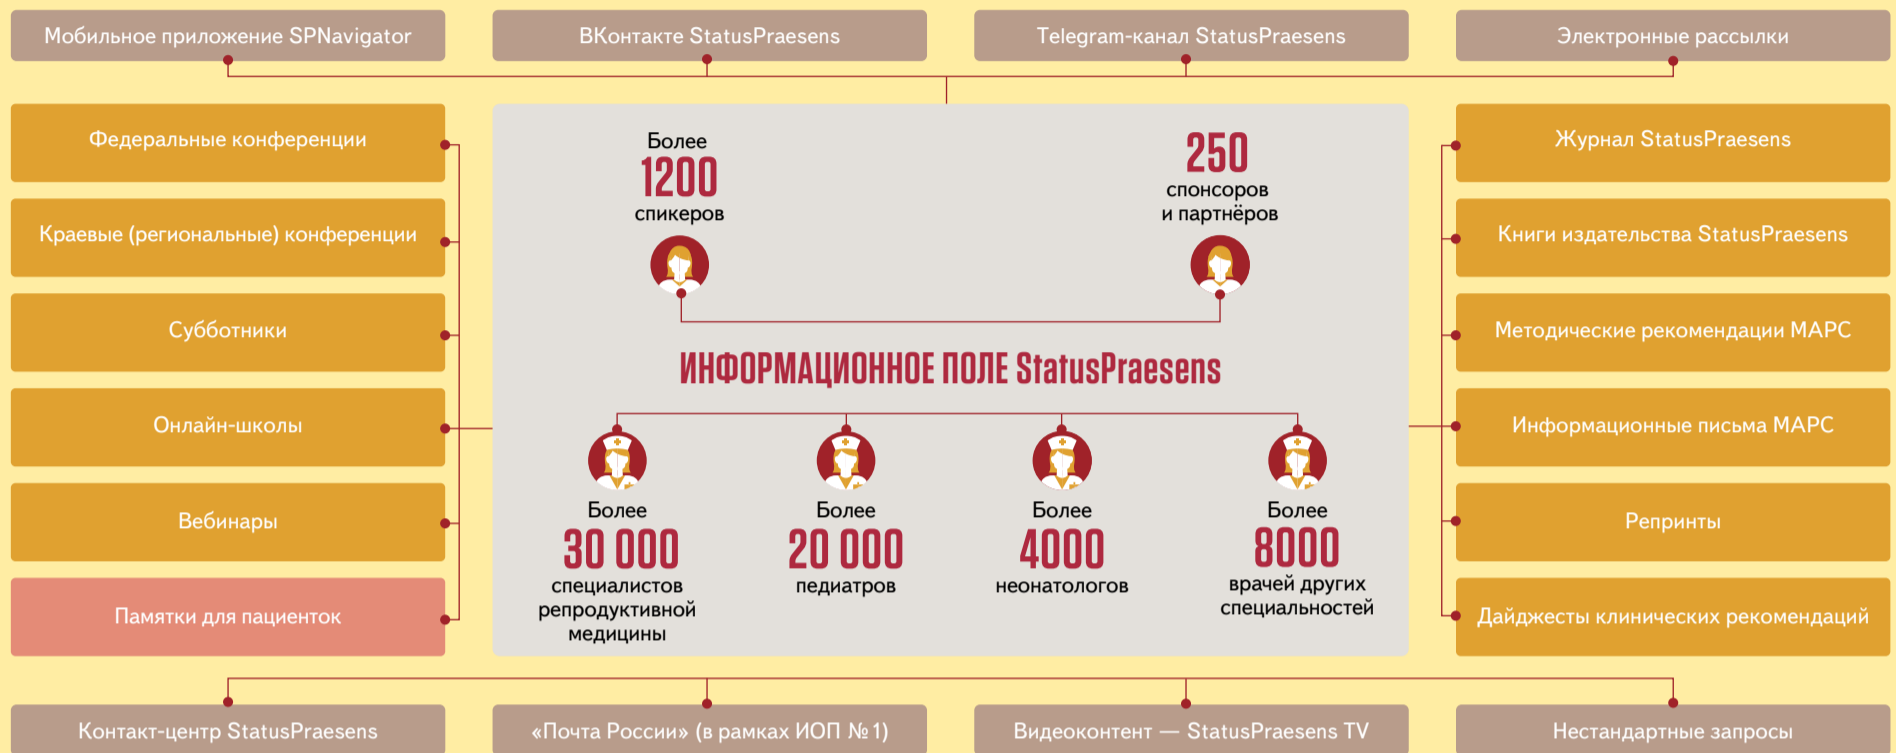 Мобильное приложение SPNavigator
ВКонтакте StatusPraesens
Telegram-канал StatusPraesens
Электронные рассылки
Федеральные конференции
Краевые (региональные) конференции
Субботники
Онлайн-школы
Вебинары
Памятки для пациенток
Более
1200
спикеров
250
спонсоров
и партнёров
ИНФОРМАЦИОННОЕ ПОЛЕ StatusPraesens
Более
30 000
специалистов
репродуктивной
медицины
Более
20 000
педиатров
Более
4000
неонатологов
Более
8000
врачей других
специальностей
Журнал StatusPraesens
Книги издательства StatusPraesens
Методические рекомендации МАРС
Информационные письма МАРС
Репринты
Дайджесты клинических рекомендаций
Контакт-центр StatusPraesens
«Почта России» (в рамках ИОП № 1)
Видеоконтент — StatusPraesens TV
Нестандартные запросы